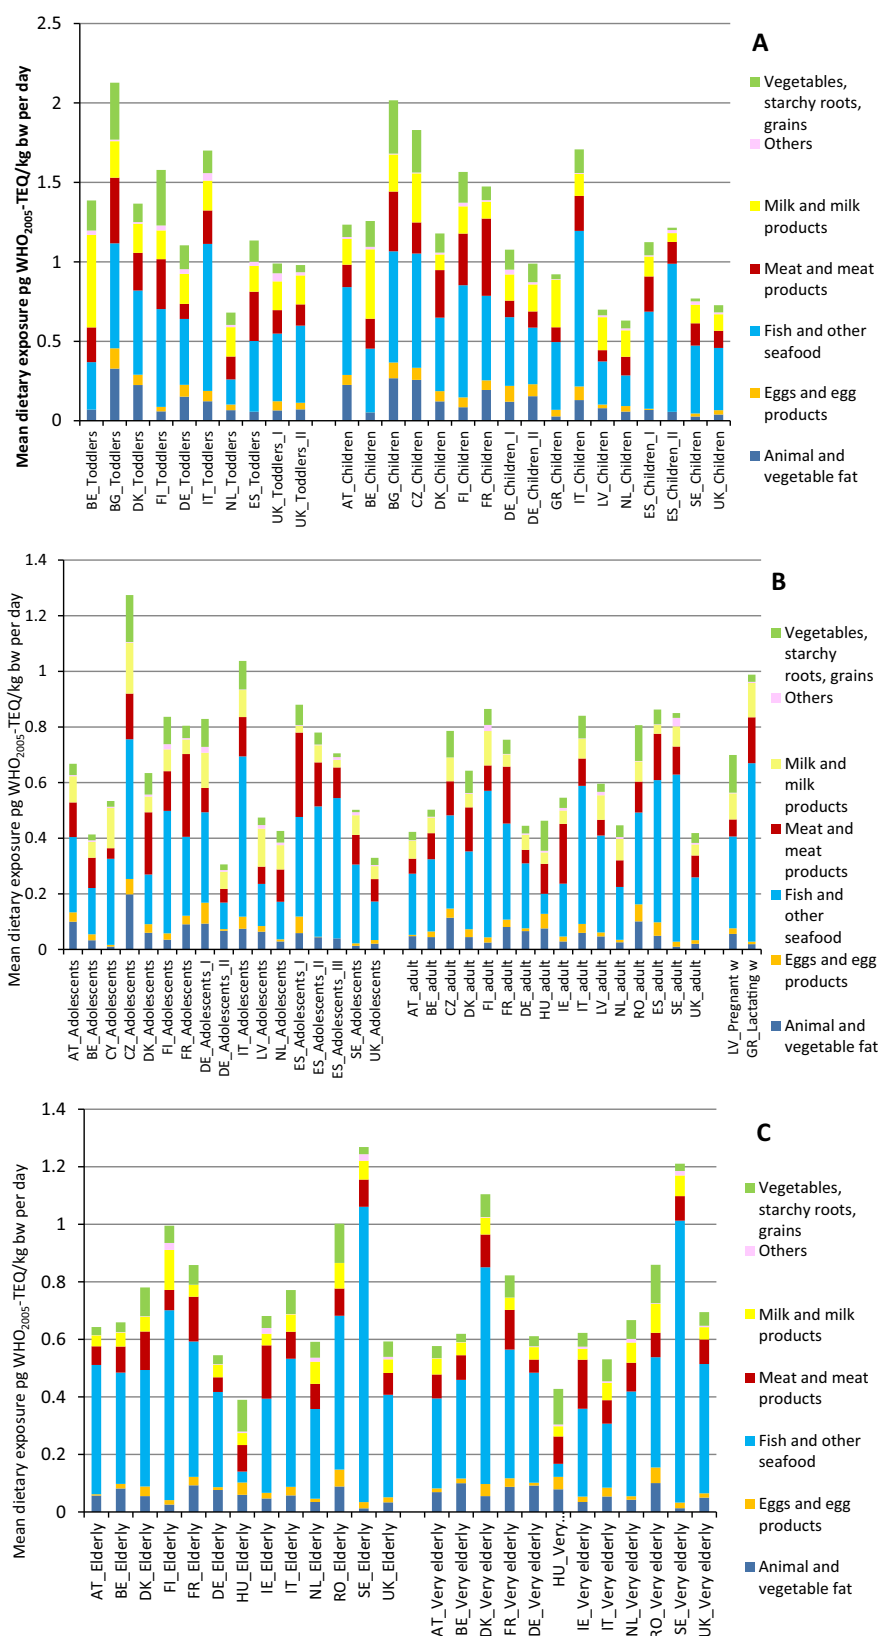 A
Mean dietary exposure pg WHO2005-TEQ/kg bw per day
2.5
2
1.5
1
0.5
0
BE_Toddlers
BG_Toddlers
DK_Toddlers
FI_Toddlers
DE_Toddlers
IT_Toddlers
NL_Toddlers
ES_Toddlers
UK_Toddlers_I
UK_Toddlers_II
AT_Children
BE_Children
BG_Children
CZ_Children
DK_Children
FI_Children
FR_Children
DE_Children_I
DE_Children_II
GR_Children
IT_Children
LV_Children
NL_Children
ES_Children_I
ES_Children_II
SE_Children
UK_Children
Vegetables,
starchy roots,
grains
Others
Milk and milk
products
Meat and meat
products
Fish and other
seafood
Eggs and egg
products
Animal and
vegetable fat
B
Mean dietary exposure pg WHO2005-TEQ/kg bw per day
1.4
1.2
1
0.8
0.6
0.4
0.2
0
AT_Adolescents
BE_Adolescents
CY_Adolescents
CZ_Adolescents
DK_Adolescents
FI_Adolescents
FR_Adolescents
DE_Adolescents_I
DE_Adolescents_II
IT_Adolescents
LV_Adolescents
NL_Adolescents
ES_Adolescents_I
ES_Adolescents_II
ES_Adolescents_III
SE_Adolescents
UK_Adolescents
AT_adult
BE_adult
CZ_adult
DK_adult
FI_adult
FR_adult
DE_adult
HU_adult
IE_adult
IT_adult
LV_adult
NL_adult
RO_adult
ES_adult
SE_adult
UK_adult
LV_Pregnant w
GR_Lactating w
Vegetables,
starchy
roots, grains
Others
Milk and
milk
products
Meat and
meat
products
Fish and
other
seafood
Eggs and egg
products
Animal and
vegetable fat
C
Mean dietary exposure pg WHO2005-TEQ/kg bw per day
1.4
1.2
1
0.8
0.6
0.4
0.2
0
AT_Elderly
BE_Elderly
DK_Elderly
FI_Elderly
FR_Elderly
DE_Elderly
HU_Elderly
IE_Elderly
IT_Elderly
NL_Elderly
RO_Elderly
SE_Elderly
UK_Elderly
AT_Very elderly
BE_Very elderly
DK_Very elderly
FR_Very elderly
DE_Very elderly
HU_Very...
IE_Very elderly
IT_Very elderly
NL_Very elderly
RO_Very elderly
SE_Very elderly
UK_Very elderly
Vegetables,
starchy roots,
grains
Others
Milk and milk
products
Meat and meat
products
Fish and other
seafood
Eggs and egg
products
Animal and
vegetable fat